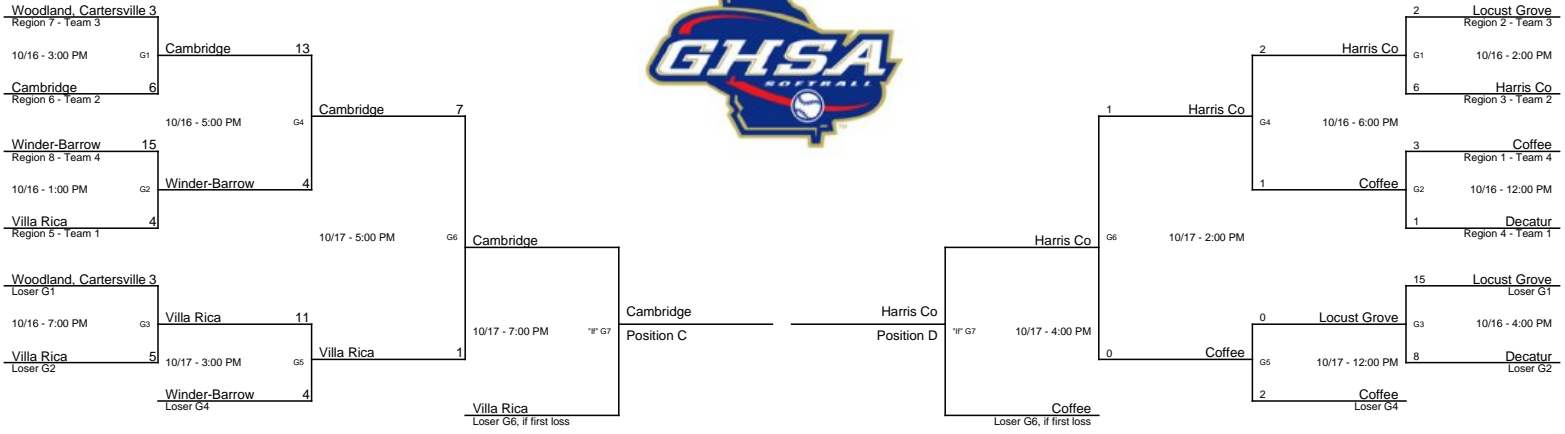 Woodland, Cartersville 3
Region 7 - Team 3
10/16 - 3:00 PM G1
Cambridge 6
Region 6 - Team 2
Winder-Barrow 15
Region 8 - Team 4
10/16 - 1:00 PM G2
Villa Rica 4
Region 5 - Team 1
Woodland, Cartersville 3
Loser G1
10/16 - 7:00 PM G3
Villa Rica 5
Loser G2
Cambridge 13
10/16 - 5:00 PM G4
Winder-Barrow 4
Villa Rica 11
10/17 - 3:00 PM G5
Winder-Barrow 4
Loser G4
Cambridge 7
10/17 - 5:00 PM G6
Villa Rica 1
Cambridge
10/17 - 7:00 PM "If" G7
Villa Rica
Loser G6, if first loss
Cambridge
Position C
GHSA
SOFTBALL
TM
Harris Co
Position D
Harris Co
"If" G7 10/17 - 4:00 PM
Coffee
Loser G6, if first loss
1 Harris Co
G6 10/17 - 2:00 PM
0 Coffee
2 Harris Co
G4 10/16 - 6:00 PM
1 Coffee
0 Locust Grove
G5 10/17 - 12:00 PM
2 Coffee
Loser G4
2 Locust Grove
Region 2 - Team 3
G1 10/16 - 2:00 PM
6 Harris Co
Region 3 - Team 2
3 Coffee
Region 1 - Team 4
G2 10/16 - 12:00 PM
1 Decatur
Region 4 - Team 1
15 Locust Grove
Loser G1
G3 10/16 - 4:00 PM
8 Decatur
Loser G2